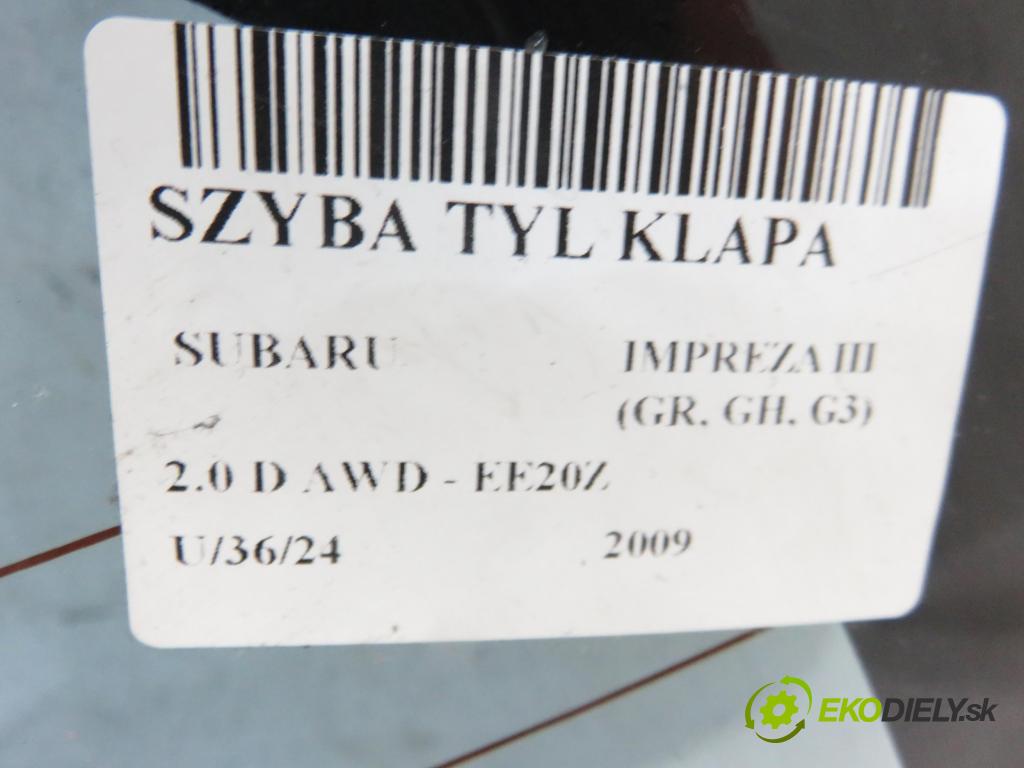 SZYBA TYL KLAPA
SUBARU IMPREZA III
(GR, GH, G3)
2.0 D AWD - EE20Z
U/36/24 2009
EKODIELY.sk